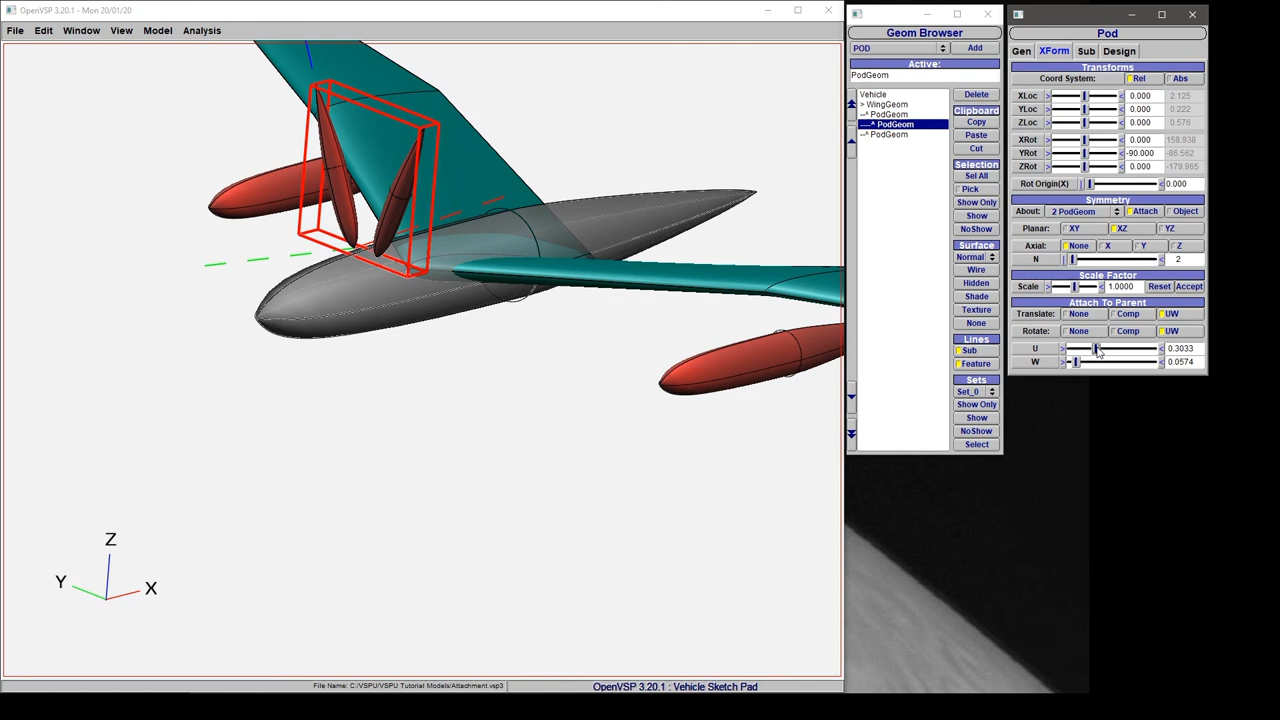 OpenVSP 3.20.1 : Mon 20/01/20
File Edit Window View Model Analysis
Z
Y
X
File Name: C:/VSPU/VSPU Tutorial Models/Attachment.vsp3
OpenVSP 3.20.1 : Vehicle Sketch Pad
Geom Browser
POD Add
Active:
PodGeom
Vehicle
> WingGeom
--^ PodGeom
----^ PodGeom
--^ PodGeom
Delete
Clipboard
Copy
Paste
Cut
Selection
Sel All
Pick
Show Only
Show
NoShow
Surface
Normal
Wire
Hidden
Shade
Texture
None
Lines
Sub
Feature
Sets
Set_0
Show Only
Show
NoShow
Select
Pod
Gen XForm Sub Design
Transforms
Coord System: Rel Abs
XLoc > < 0.000 2.125
YLoc > < 0.000 0.222
ZLoc > < 0.000 0.576
XRot > < 0.000 158.938
YRot > < -90.000 -86.562
ZRot > < 0.000 -179.965
Rot Origin(X) | < 0.000
Symmetry
About: 2 PodGeom Attach Object
Planar: XY XZ YZ
Axial: None X Y Z
N | < 2
Scale Factor
Scale > < 1.0000 Reset Accept
Attach To Parent
Translate: None Comp UW
Rotate: None Comp UW
U > < 0.3033
W > < 0.0574